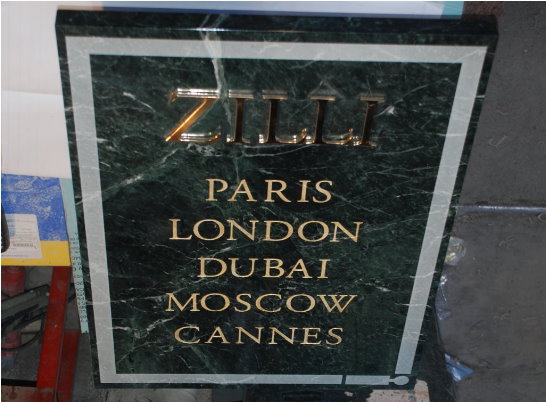 ZILLI
PARIS
LONDON
DUBAI
MOSCOW
CANNES